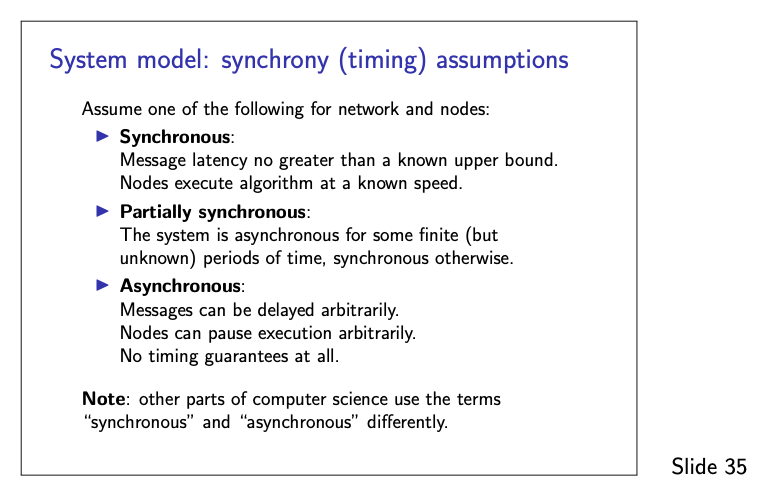 System model: synchrony (timing) assumptions
Assume one of the following for network and nodes:
▶ Synchronous:
Message latency no greater than a known upper bound.
Nodes execute algorithm at a known speed.
▶ Partially synchronous:
The system is asynchronous for some finite (but
unknown) periods of time, synchronous otherwise.
▶ Asynchronous:
Messages can be delayed arbitrarily.
Nodes can pause execution arbitrarily.
No timing guarantees at all.
Note: other parts of computer science use the terms
“synchronous” and “asynchronous” differently.
Slide 35